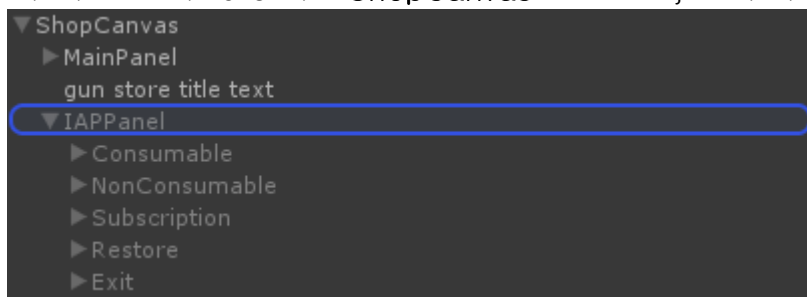 ShopCanvas
MainPanel
gun store title text
IAPPanel
Consumable
NonConsumable
Subscription
Restore
Exit